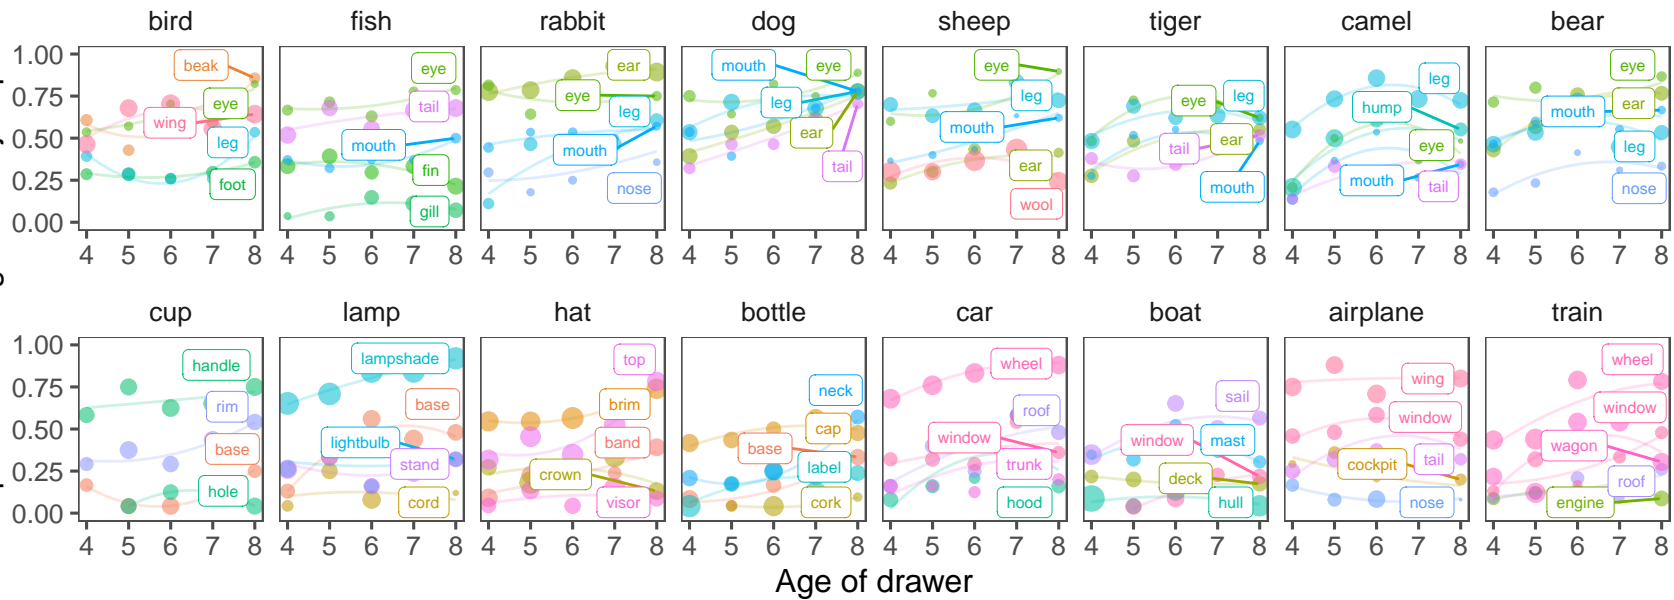 bird fish rabbit dog sheep tiger camel bear
1.00
0.75
0.50
0.25
0.00
beak
eye
wing
leg
foot
eye
tail
mouth
fin
gill
ear
eye
leg
mouth
nose
mouth
eye
leg
ear
tail
eye
leg
mouth
ear
wool
eye
leg
tail
ear
mouth
leg
hump
eye
mouth
tail
eye
ear
mouth
leg
nose
4 5 6 7 8 4 5 6 7 8 4 5 6 7 8 4 5 6 7 8 4 5 6 7 8 4 5 6 7 8 4 5 6 7 8 4 5 6 7 8
cup lamp hat bottle car boat airplane train
1.00
0.75
0.50
0.25
0.00
handle
rim
base
hole
lampshade
base
lightbulb
stand
cord
top
brim
band
crown
visor
neck
cap
base
label
cork
wheel
roof
window
trunk
hood
sail
window
mast
deck
hull
wing
window
cockpit
tail
nose
wheel
window
wagon
roof
engine
4 5 6 7 8 4 5 6 7 8 4 5 6 7 8 4 5 6 7 8 4 5 6 7 8 4 5 6 7 8 4 5 6 7 8 4 5 6 7 8
Age of drawer